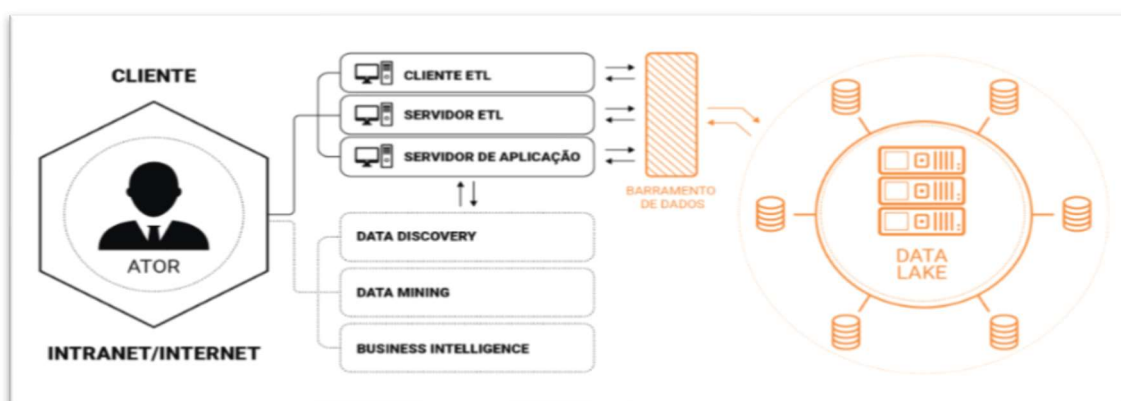 CLIENTE
ATOR
INTRANET/INTERNET
CLIENTE ETL
SERVIDOR ETL
SERVIDOR DE APLICAÇÃO
DATA DISCOVERY
DATA MINING
BUSINESS INTELLIGENCE
BARRAMENTO
DE DADOS
DATA
LAKE